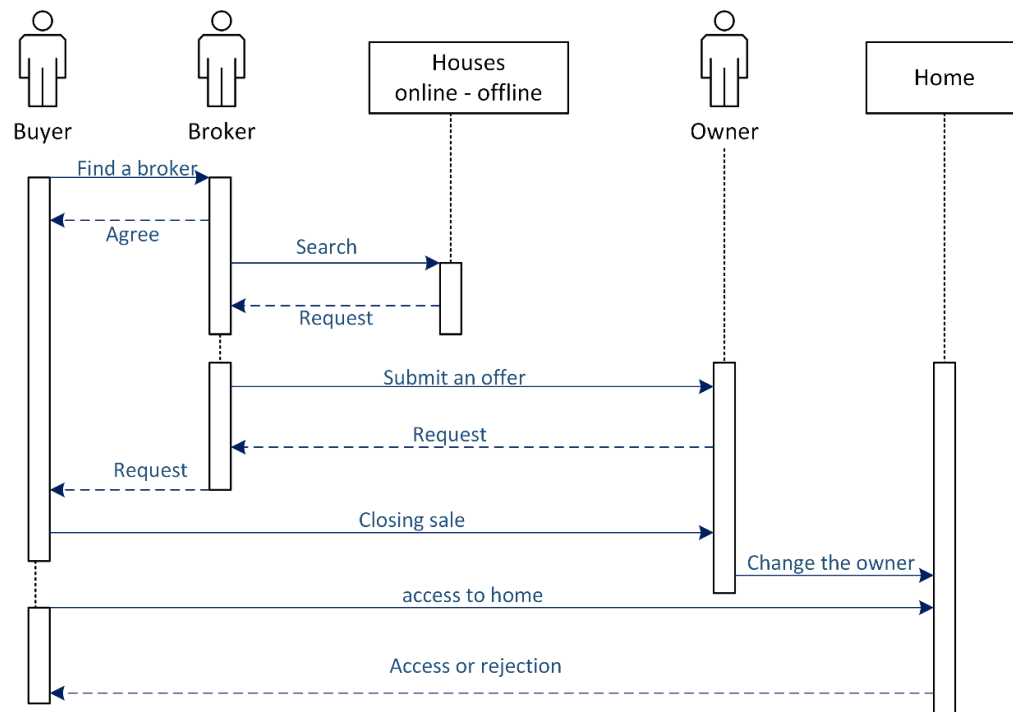 Houses
online - offline
Home
Buyer
Broker
Owner
Find a broker
Agree
Search
Request
Submit an offer
Request
Request
Closing sale
Change the owner
access to home
Access or rejection